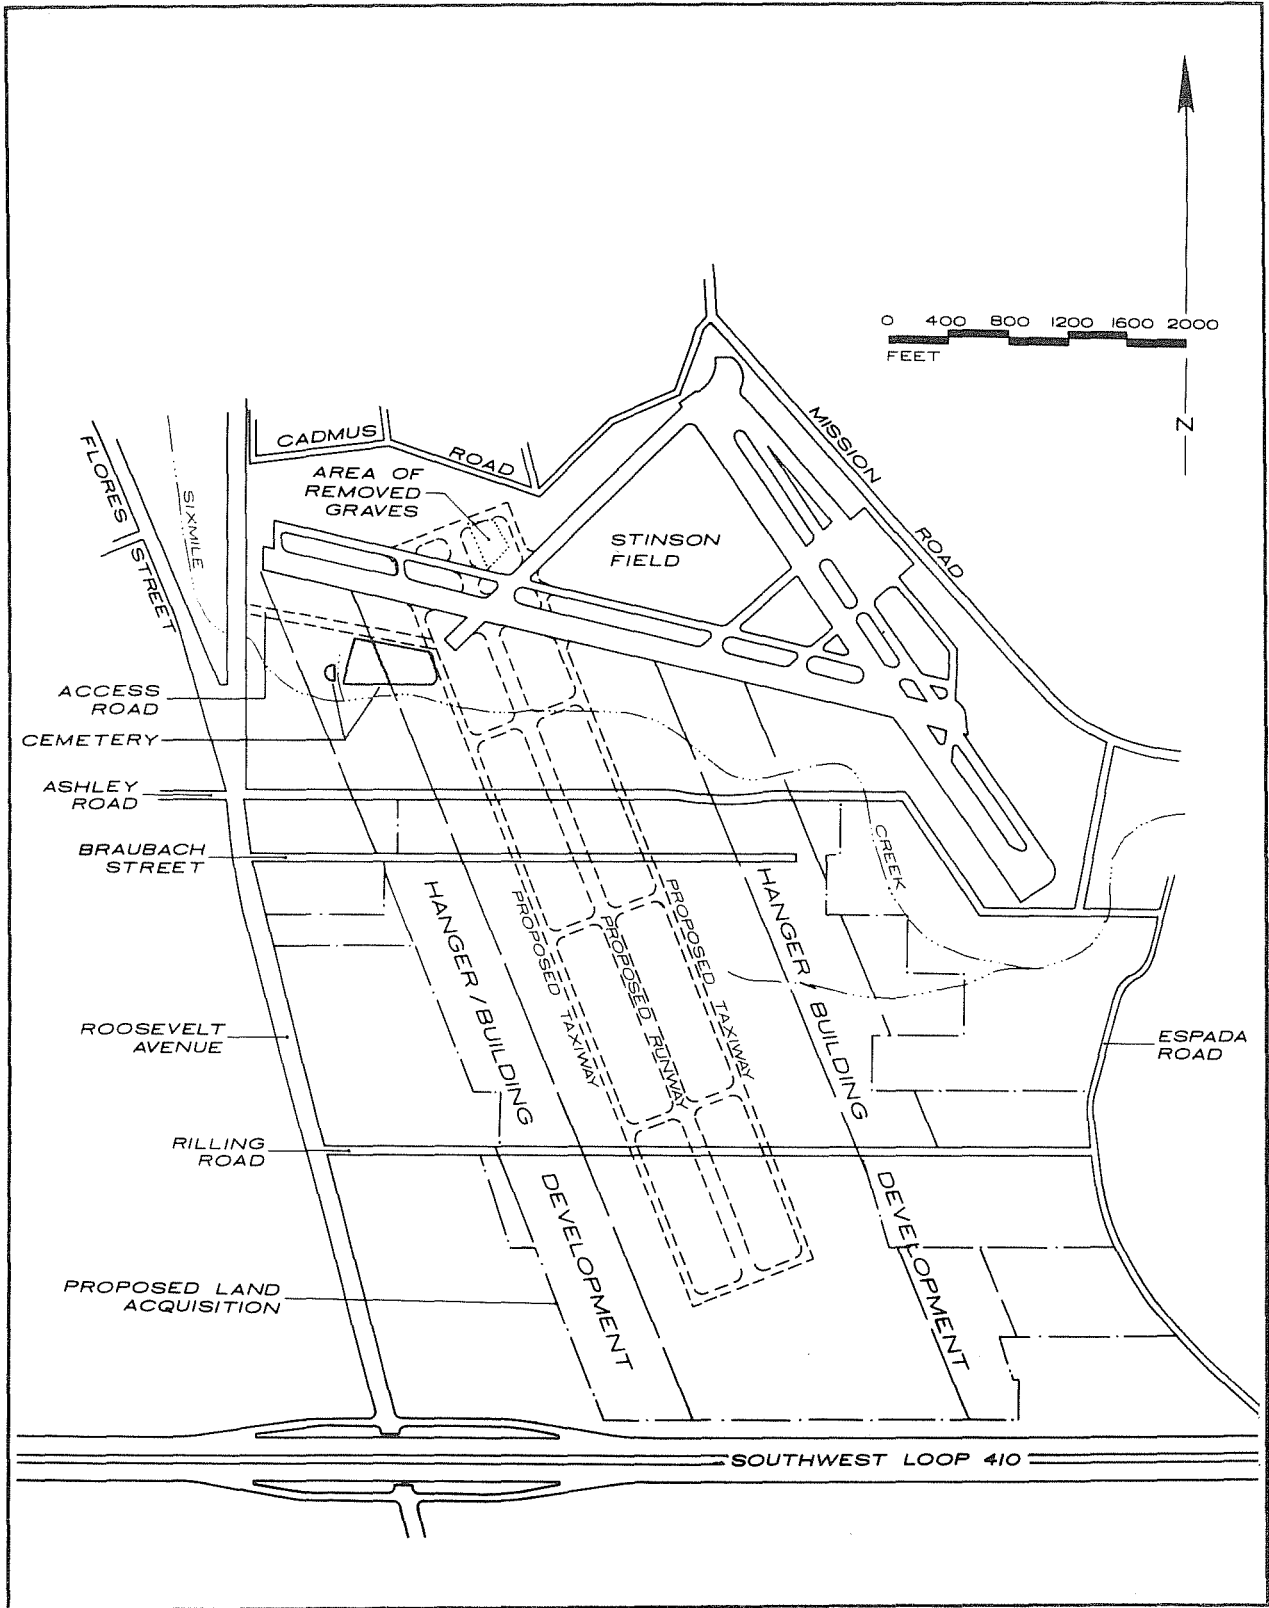 0 400 800 1200 1600 2000
FEET
N
MISSION
ROAD
CADMUS
ROAD
FLORES
STREET
SIXMILE
AREA OF
REMOVED
GRAVES
STINSON
FIELD
ACCESS
ROAD
CEMETERY
ASHLEY
ROAD
BRAUBACH
STREET
CREEK
HANGER/BUILDING
DEVELOPMENT
PROPOSED TAXIWAY
PROPOSED RUNWAY
PROPOSED TAXIWAY
HANGER/BUILDING
DEVELOPMENT
ROOSEVELT
AVENUE
ESPADA
ROAD
RILLING
ROAD
PROPOSED LAND
ACQUISITION
SOUTHWEST LOOP 410